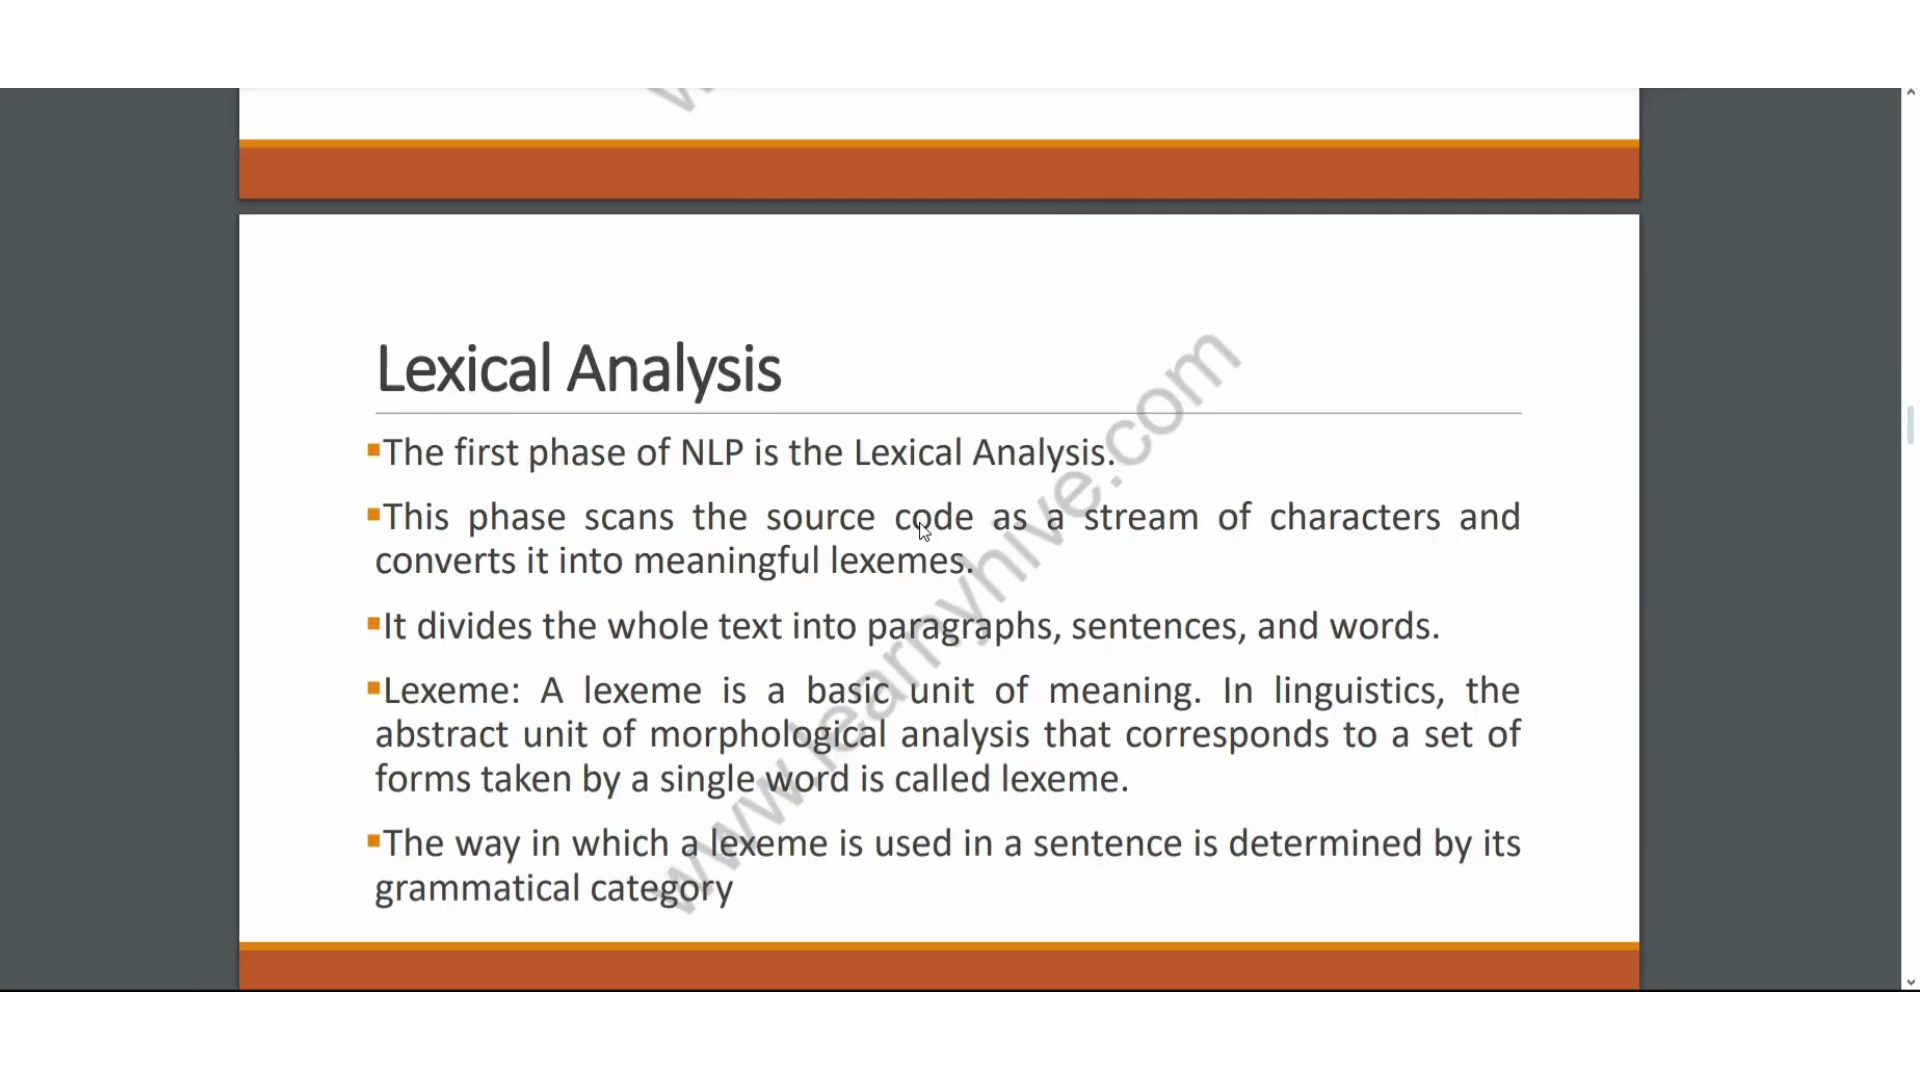 Lexical Analysis
▪The first phase of NLP is the Lexical Analysis.
▪This phase scans the source code as a stream of characters and
converts it into meaningful lexemes.
▪It divides the whole text into paragraphs, sentences, and words.
▪Lexeme: A lexeme is a basic unit of meaning. In linguistics, the
abstract unit of morphological analysis that corresponds to a set of
forms taken by a single word is called lexeme.
▪The way in which a lexeme is used in a sentence is determined by its
grammatical category
www.learnyhive.com